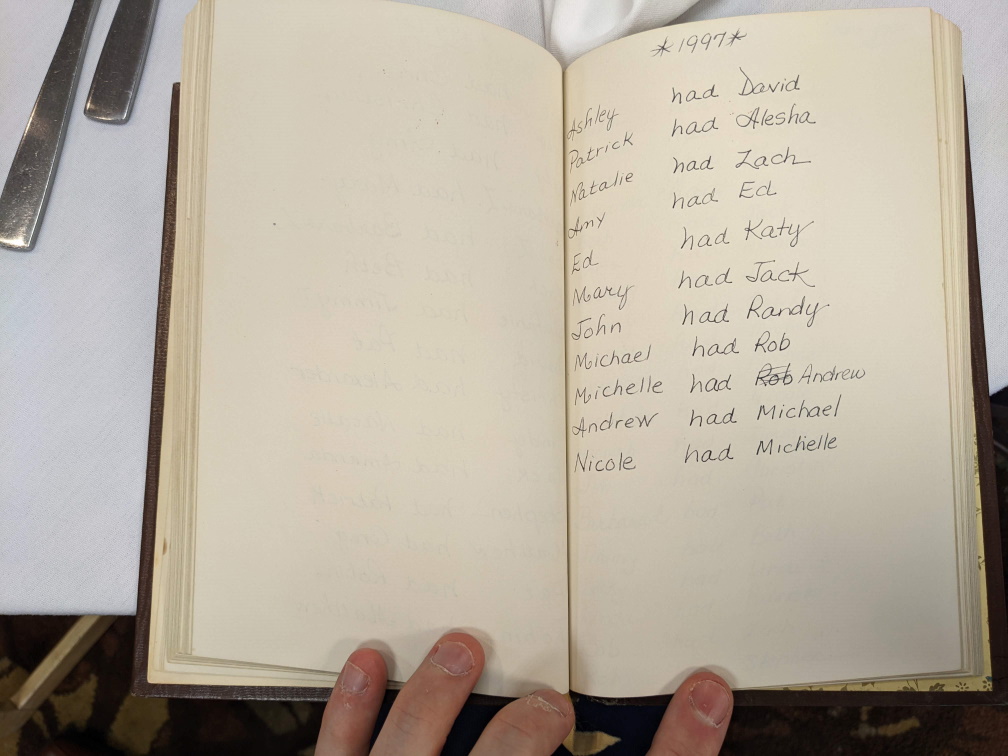 *1997*
Ashley had David
Patrick had Alesha
Natalie had Zach
Amy had Ed
Ed had Katy
Mary had Jack
John had Randy
Michael had Rob
Michelle had Rob Andrew
Andrew had Michael
Nicole had Michelle